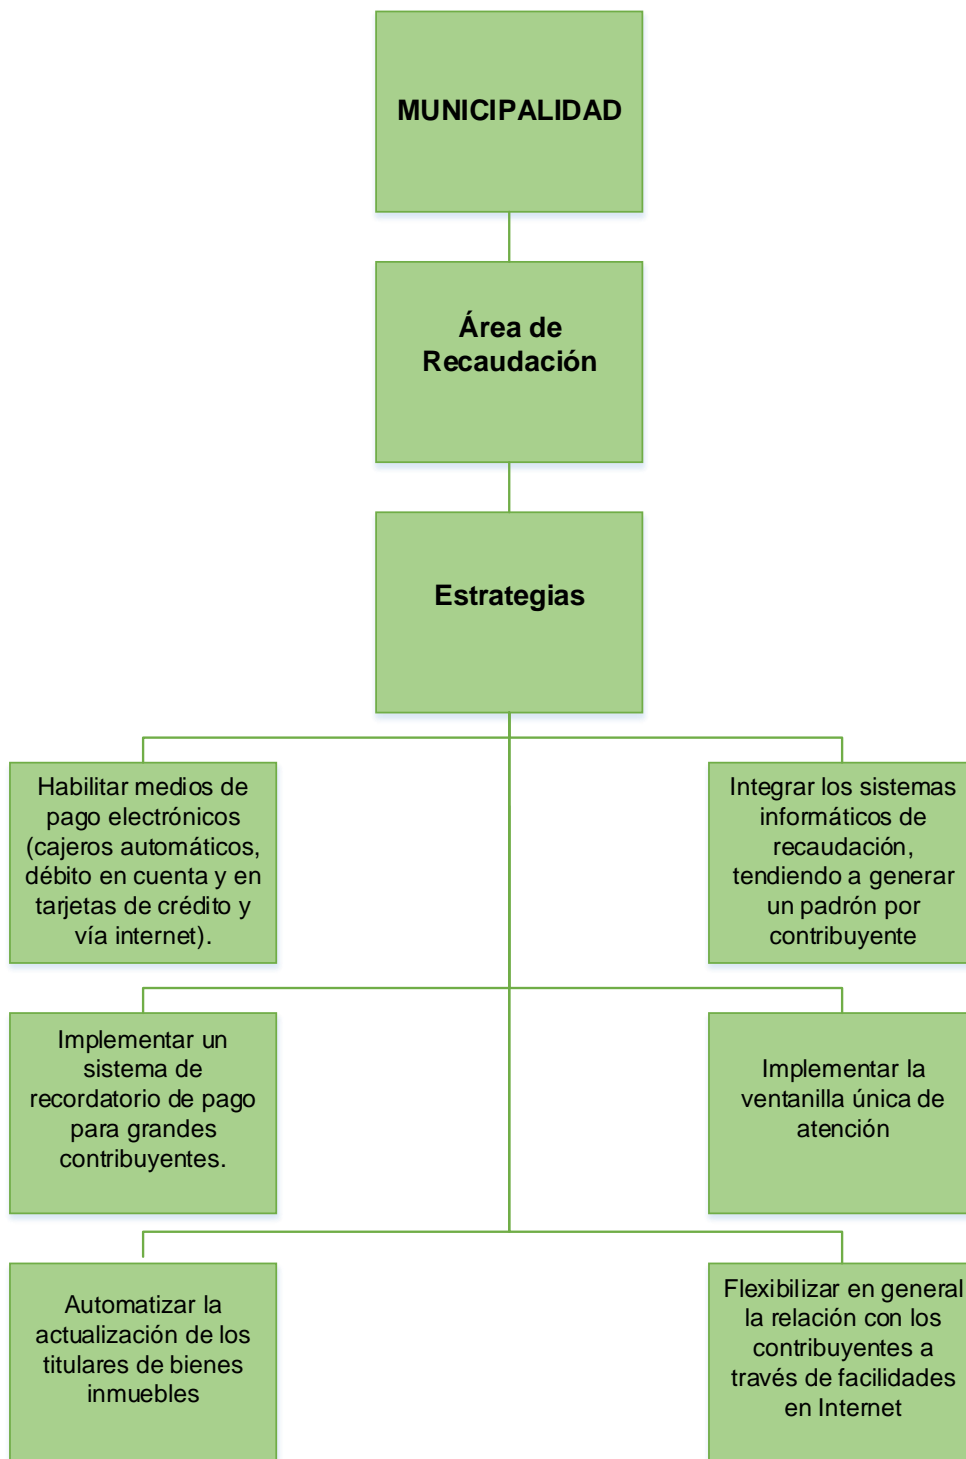 MUNICIPALIDAD
Área de
Recaudación
Estrategias
Habilitar medios de
pago electrónicos
(cajeros automáticos,
débito en cuenta y en
tarjetas de crédito y
vía internet).
Integrar los sistemas
informáticos de
recaudación,
tendiendo a generar
un padrón por
contribuyente
Implementar un
sistema de
recordatorio de pago
para grandes
contribuyentes.
Implementar la
ventanilla única de
atención
Automatizar la
actualización de los
titulares de bienes
inmuebles
Flexibilizar en general
la relación con los
contribuyentes a
través de facilidades
en Internet